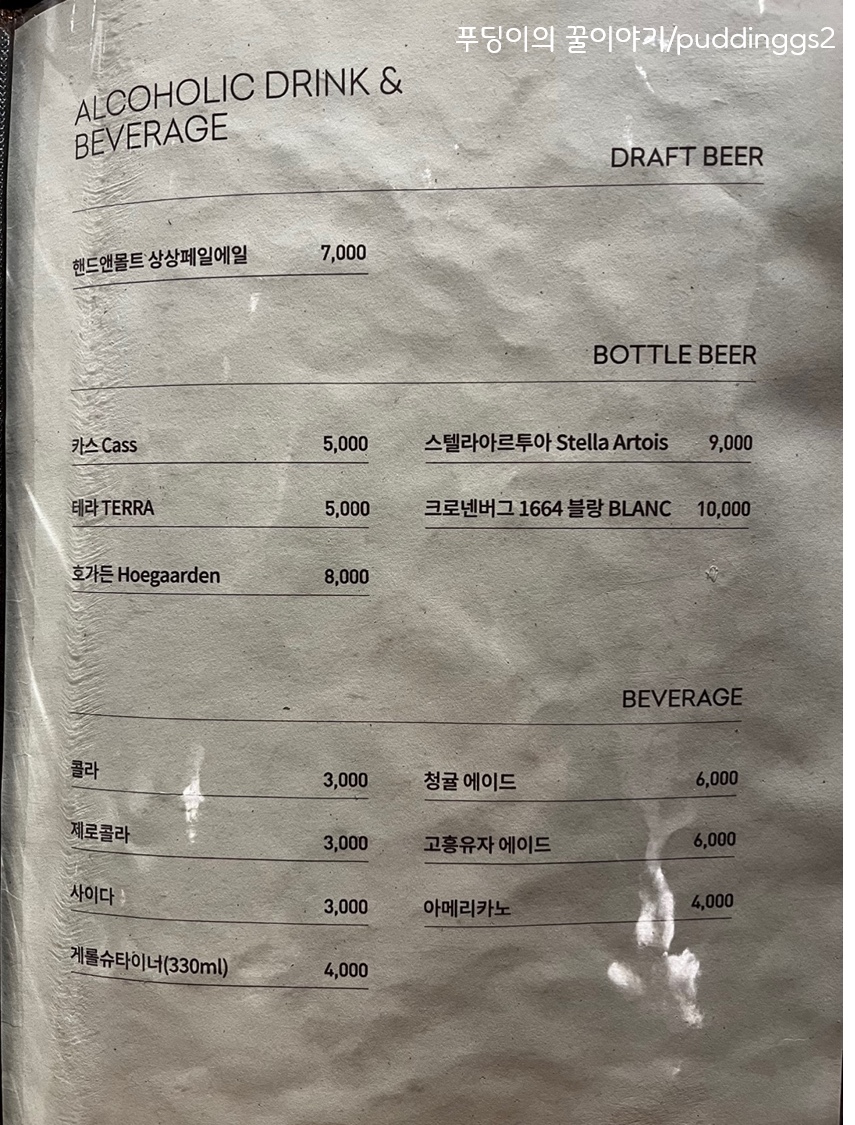 푸딩이의 꿀이야기/puddinggs2
ALCOHOLIC DRINK &
BEVERAGE
DRAFT BEER
핸드앤몰트 상상페일에일 7,000
BOTTLE BEER
카스 Cass 5,000
스텔라아르투아 Stella Artois 9,000
테라 TERRA 5,000
크로넨버그 1664 블랑 BLANC 10,000
호가든 Hoegaarden 8,000
BEVERAGE
콜라 3,000
청귤 에이드 6,000
제로콜라 3,000
고흥유자 에이드 6,000
사이다 3,000
아메리카노 4,000
게롤슈타이너(330ml) 4,000